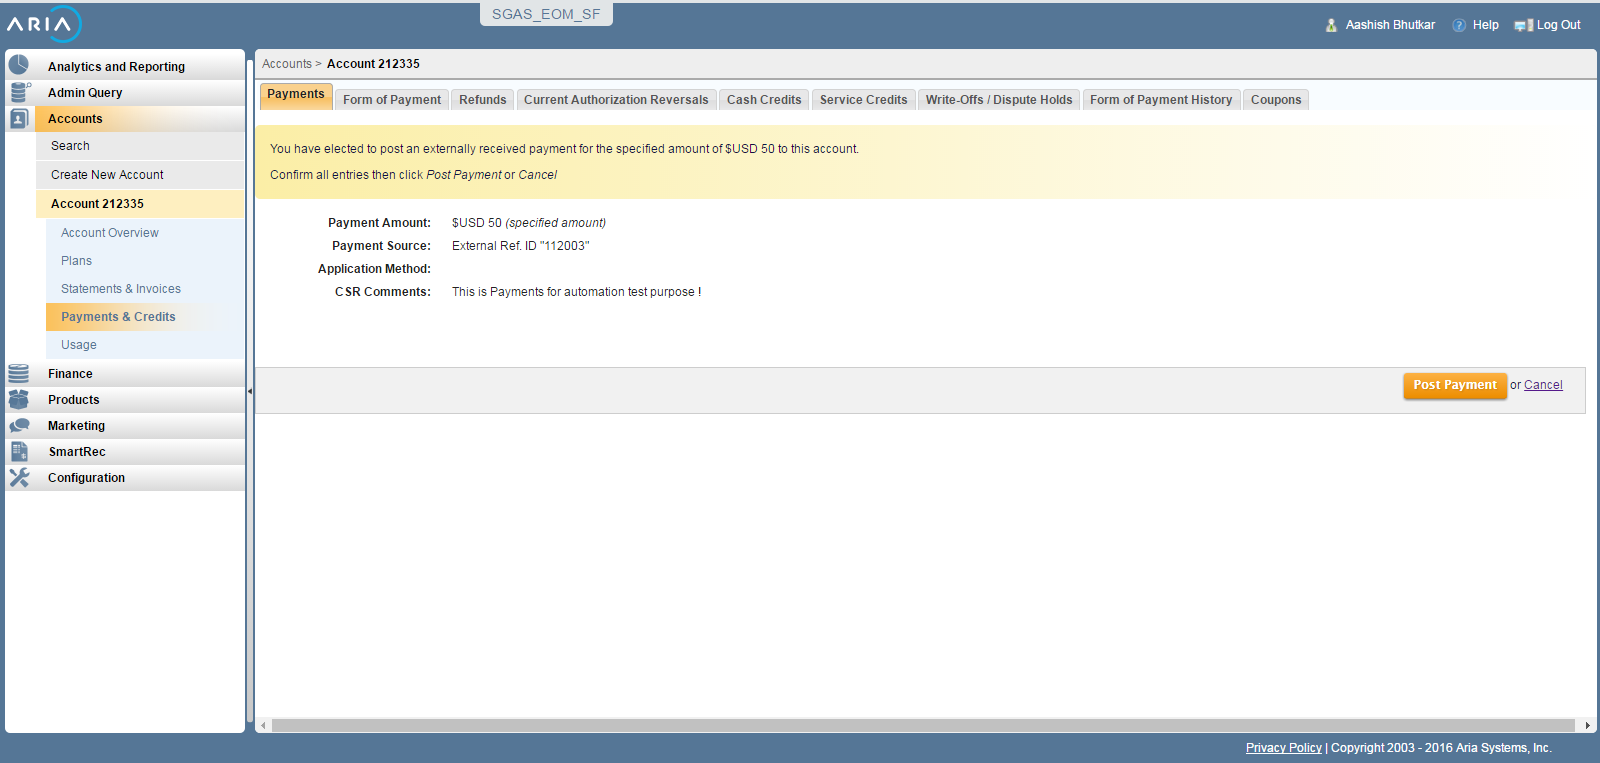 SGAS_EOM_SF
ARIA
Aashish Bhutkar
Help
Log Out
Analytics and Reporting
Admin Query
Accounts
Search
Create New Account
Account 212335
Account Overview
Plans
Statements & Invoices
Payments & Credits
Usage
Finance
Products
Marketing
SmartRec
Configuration
Accounts > Account 212335
Payments
Form of Payment
Refunds
Current Authorization Reversals
Cash Credits
Service Credits
Write-Offs / Dispute Holds
Form of Payment History
Coupons
You have elected to post an externally received payment for the specified amount of $USD 50 to this account.
Confirm all entries then click Post Payment or Cancel
Payment Amount: $USD 50 (specified amount)
Payment Source: External Ref. ID "112003"
Application Method:
CSR Comments: This is Payments for automation test purpose !
Post Payment or Cancel
Privacy Policy | Copyright 2003 - 2016 Aria Systems, Inc.